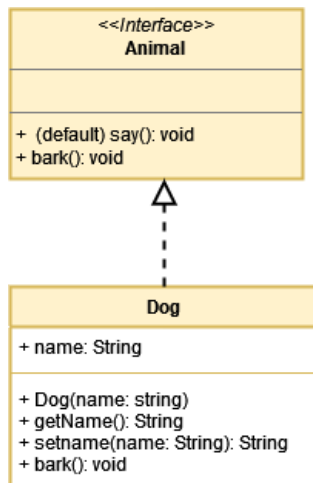 <<Interface>>
Animal
+ (default) say(): void
+ bark(): void
Dog
+ name: String
+ Dog(name: string)
+ getName(): String
+ setname(name: String): String
+ bark(): void